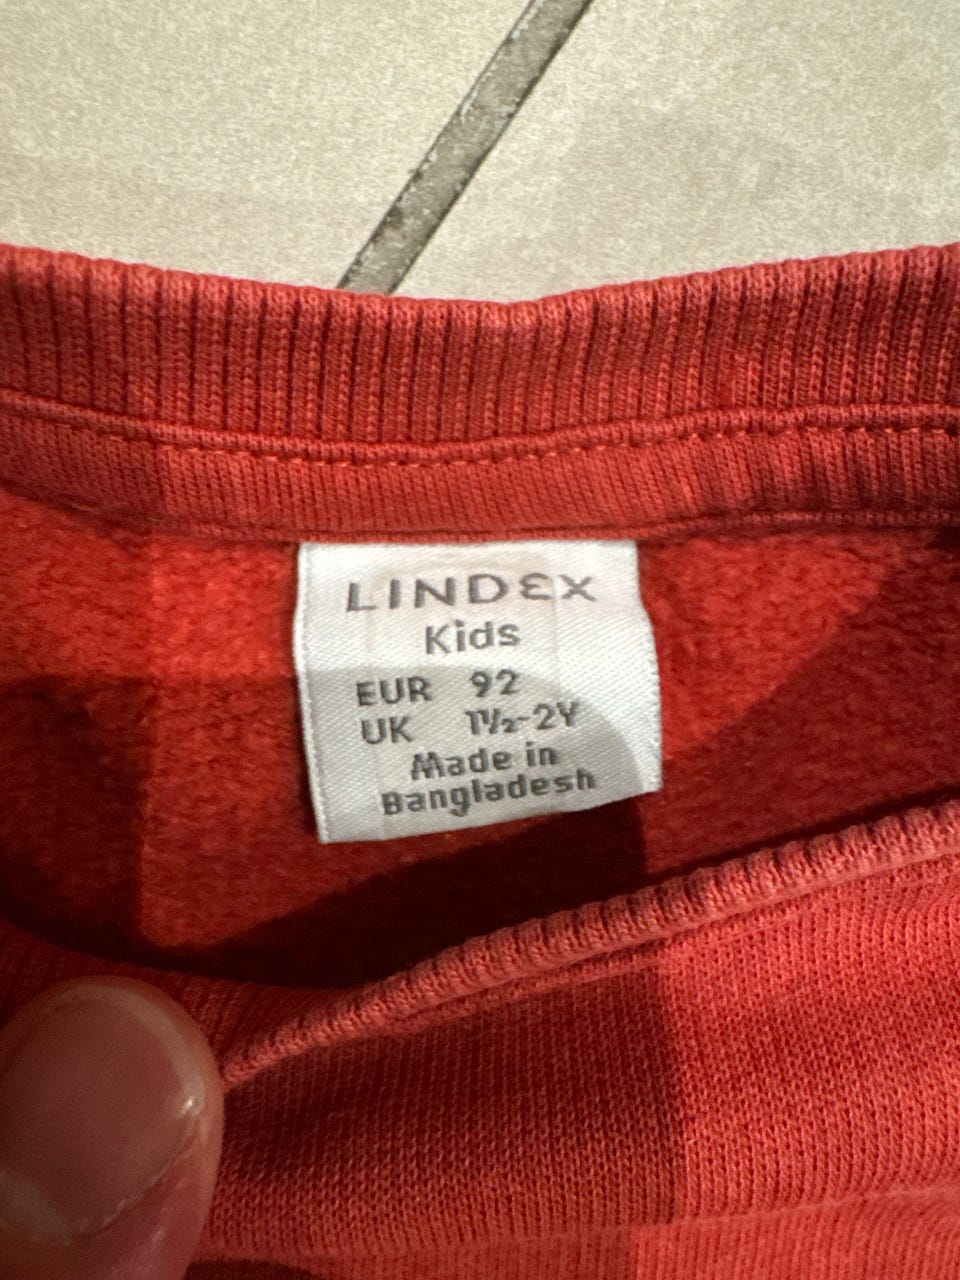 LINDEX
Kids
EUR 92
UK 1½-2Y
Made in
Bangladesh